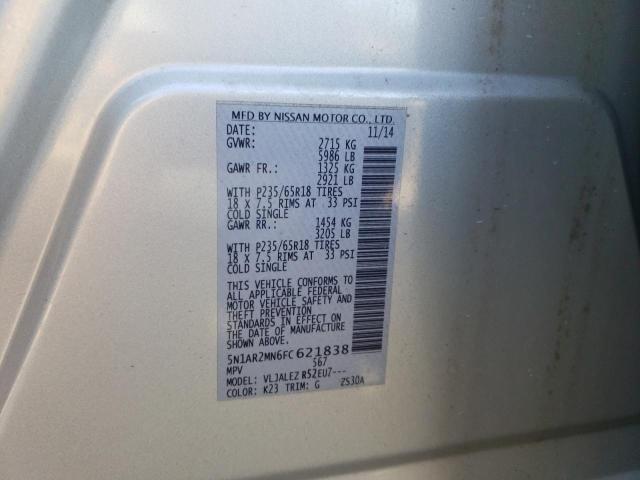 MFD BY NISSAN MOTOR CO., LTD.
DATE: 11/14
GVWR: 2715 KG
5986 LB
GAWR FR.: 1325 KG
2921 LB
WITH P235/65R18 TIRES
18 X 7.5 RIMS AT 33 PSI
COLD SINGLE
GAWR RR.: 1454 KG
3205 LB
WITH P235/65R18 TIRES
18 X 7.5 RIMS AT 33 PSI
COLD SINGLE
THIS VEHICLE CONFORMS TO
ALL APPLICABLE FEDERAL
MOTOR VEHICLE SAFETY AND
THEFT PREVENTION
STANDARDS IN EFFECT ON
THE DATE OF MANUFACTURE
SHOWN ABOVE.
5N1AR2MN6FC621838
MPV 567
MODEL: VLJALEZ R52EU7---
COLOR: K23 TRIM: G ZS30A